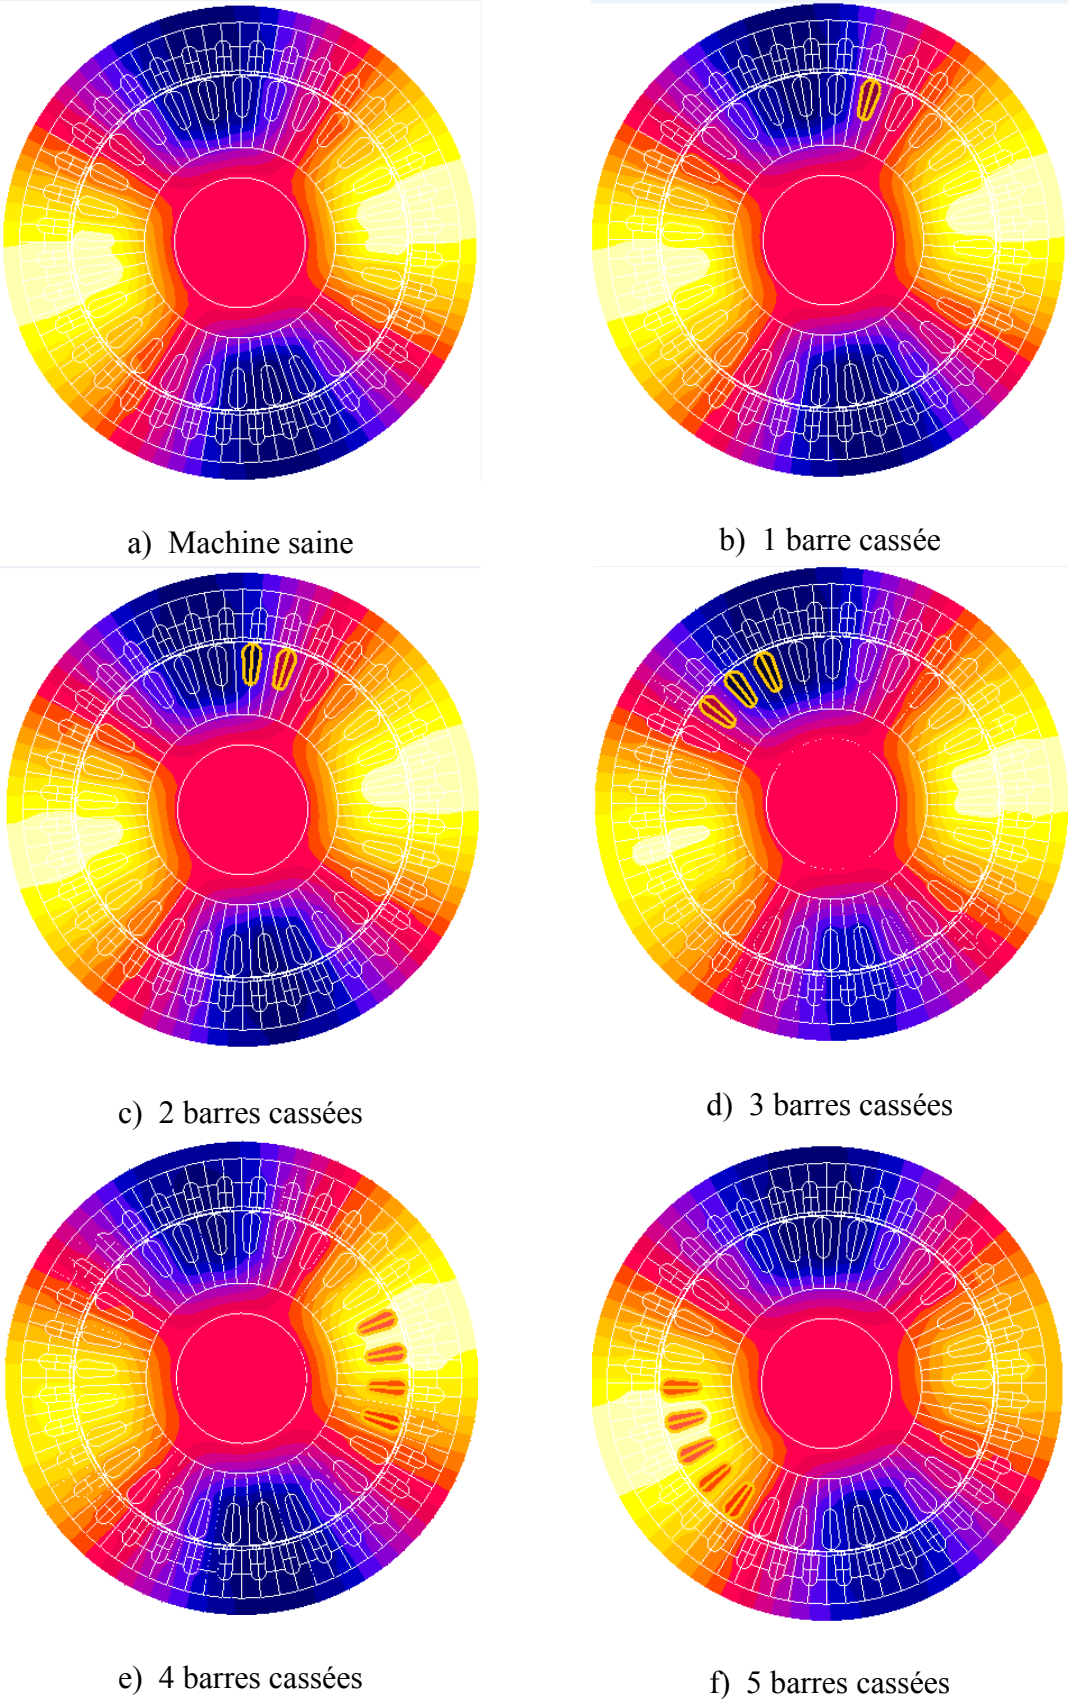 a) Machine saine
b) 1 barre cassée
c) 2 barres cassées
d) 3 barres cassées
e) 4 barres cassées
f) 5 barres cassées